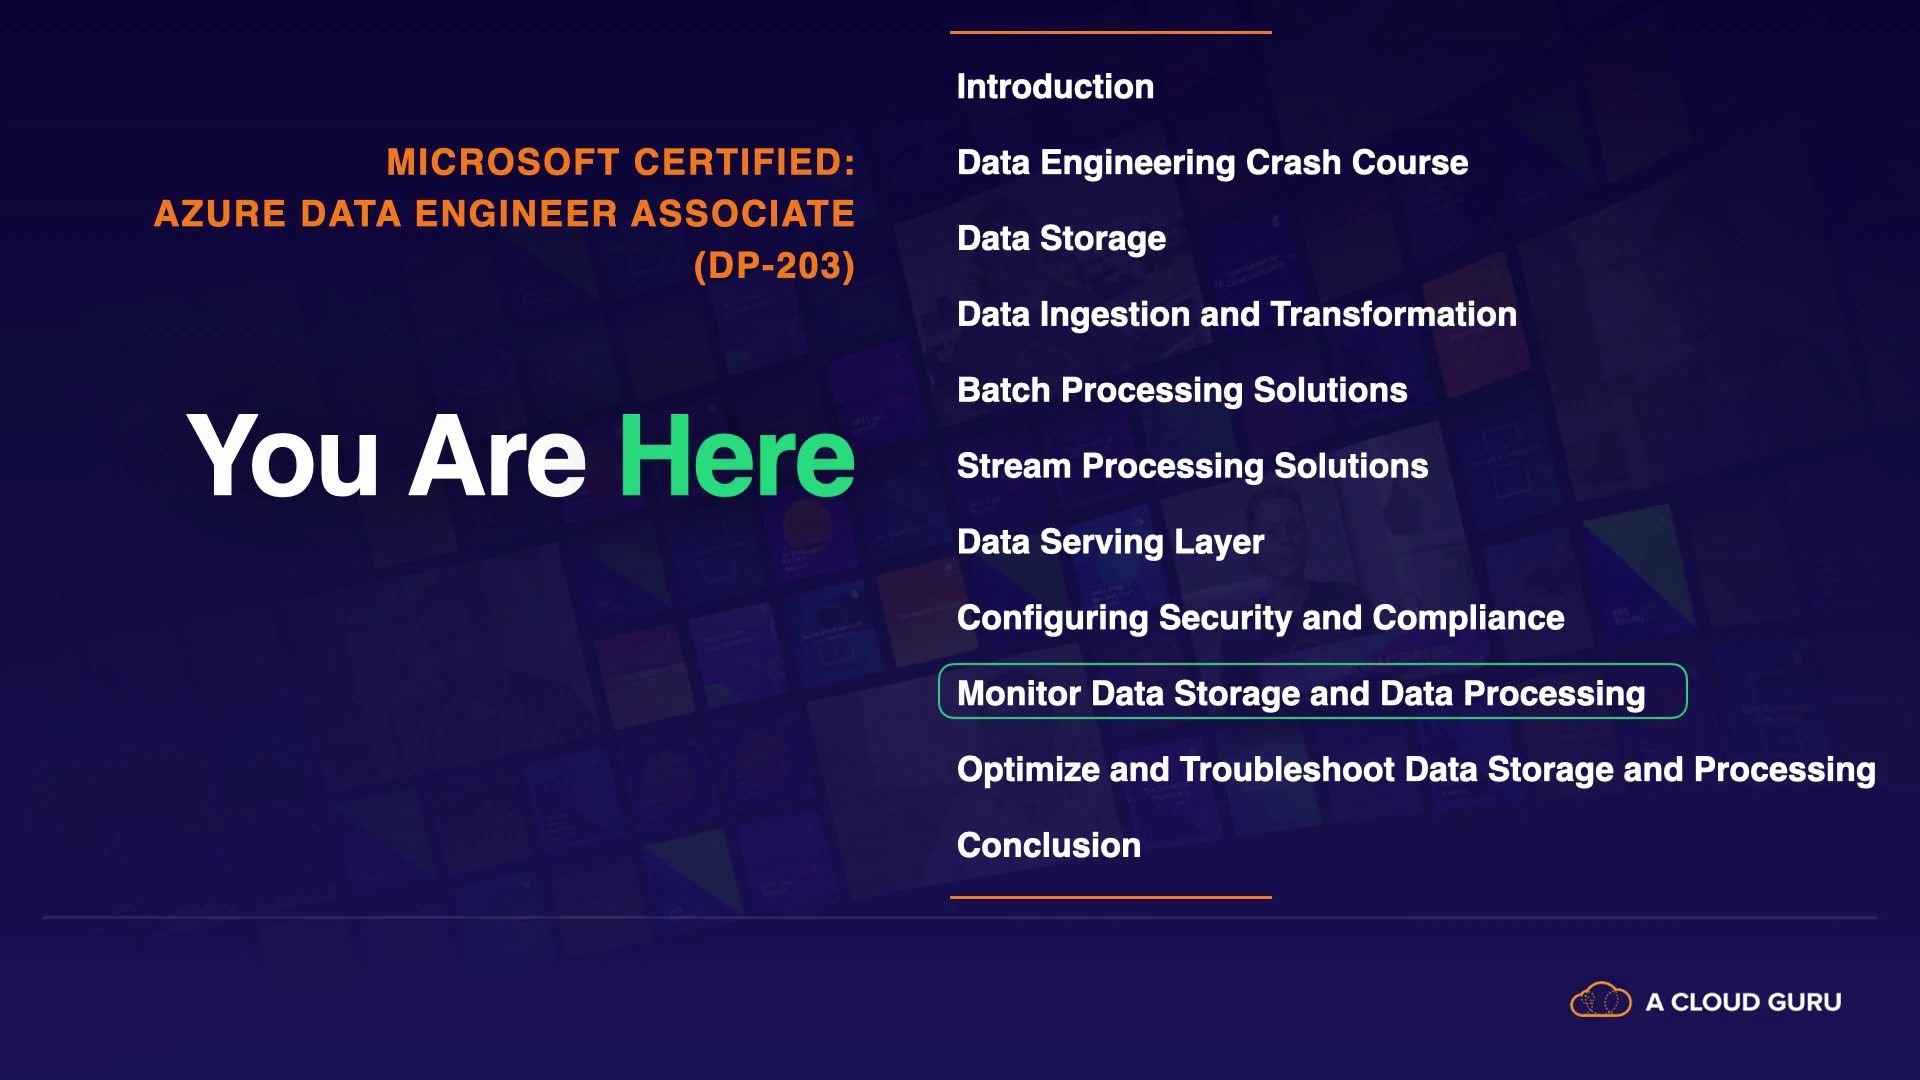 MICROSOFT CERTIFIED:
AZURE DATA ENGINEER ASSOCIATE
(DP-203)
You Are Here
Introduction
Data Engineering Crash Course
Data Storage
Data Ingestion and Transformation
Batch Processing Solutions
Stream Processing Solutions
Data Serving Layer
Configuring Security and Compliance
Monitor Data Storage and Data Processing
Optimize and Troubleshoot Data Storage and Processing
Conclusion
A CLOUD GURU